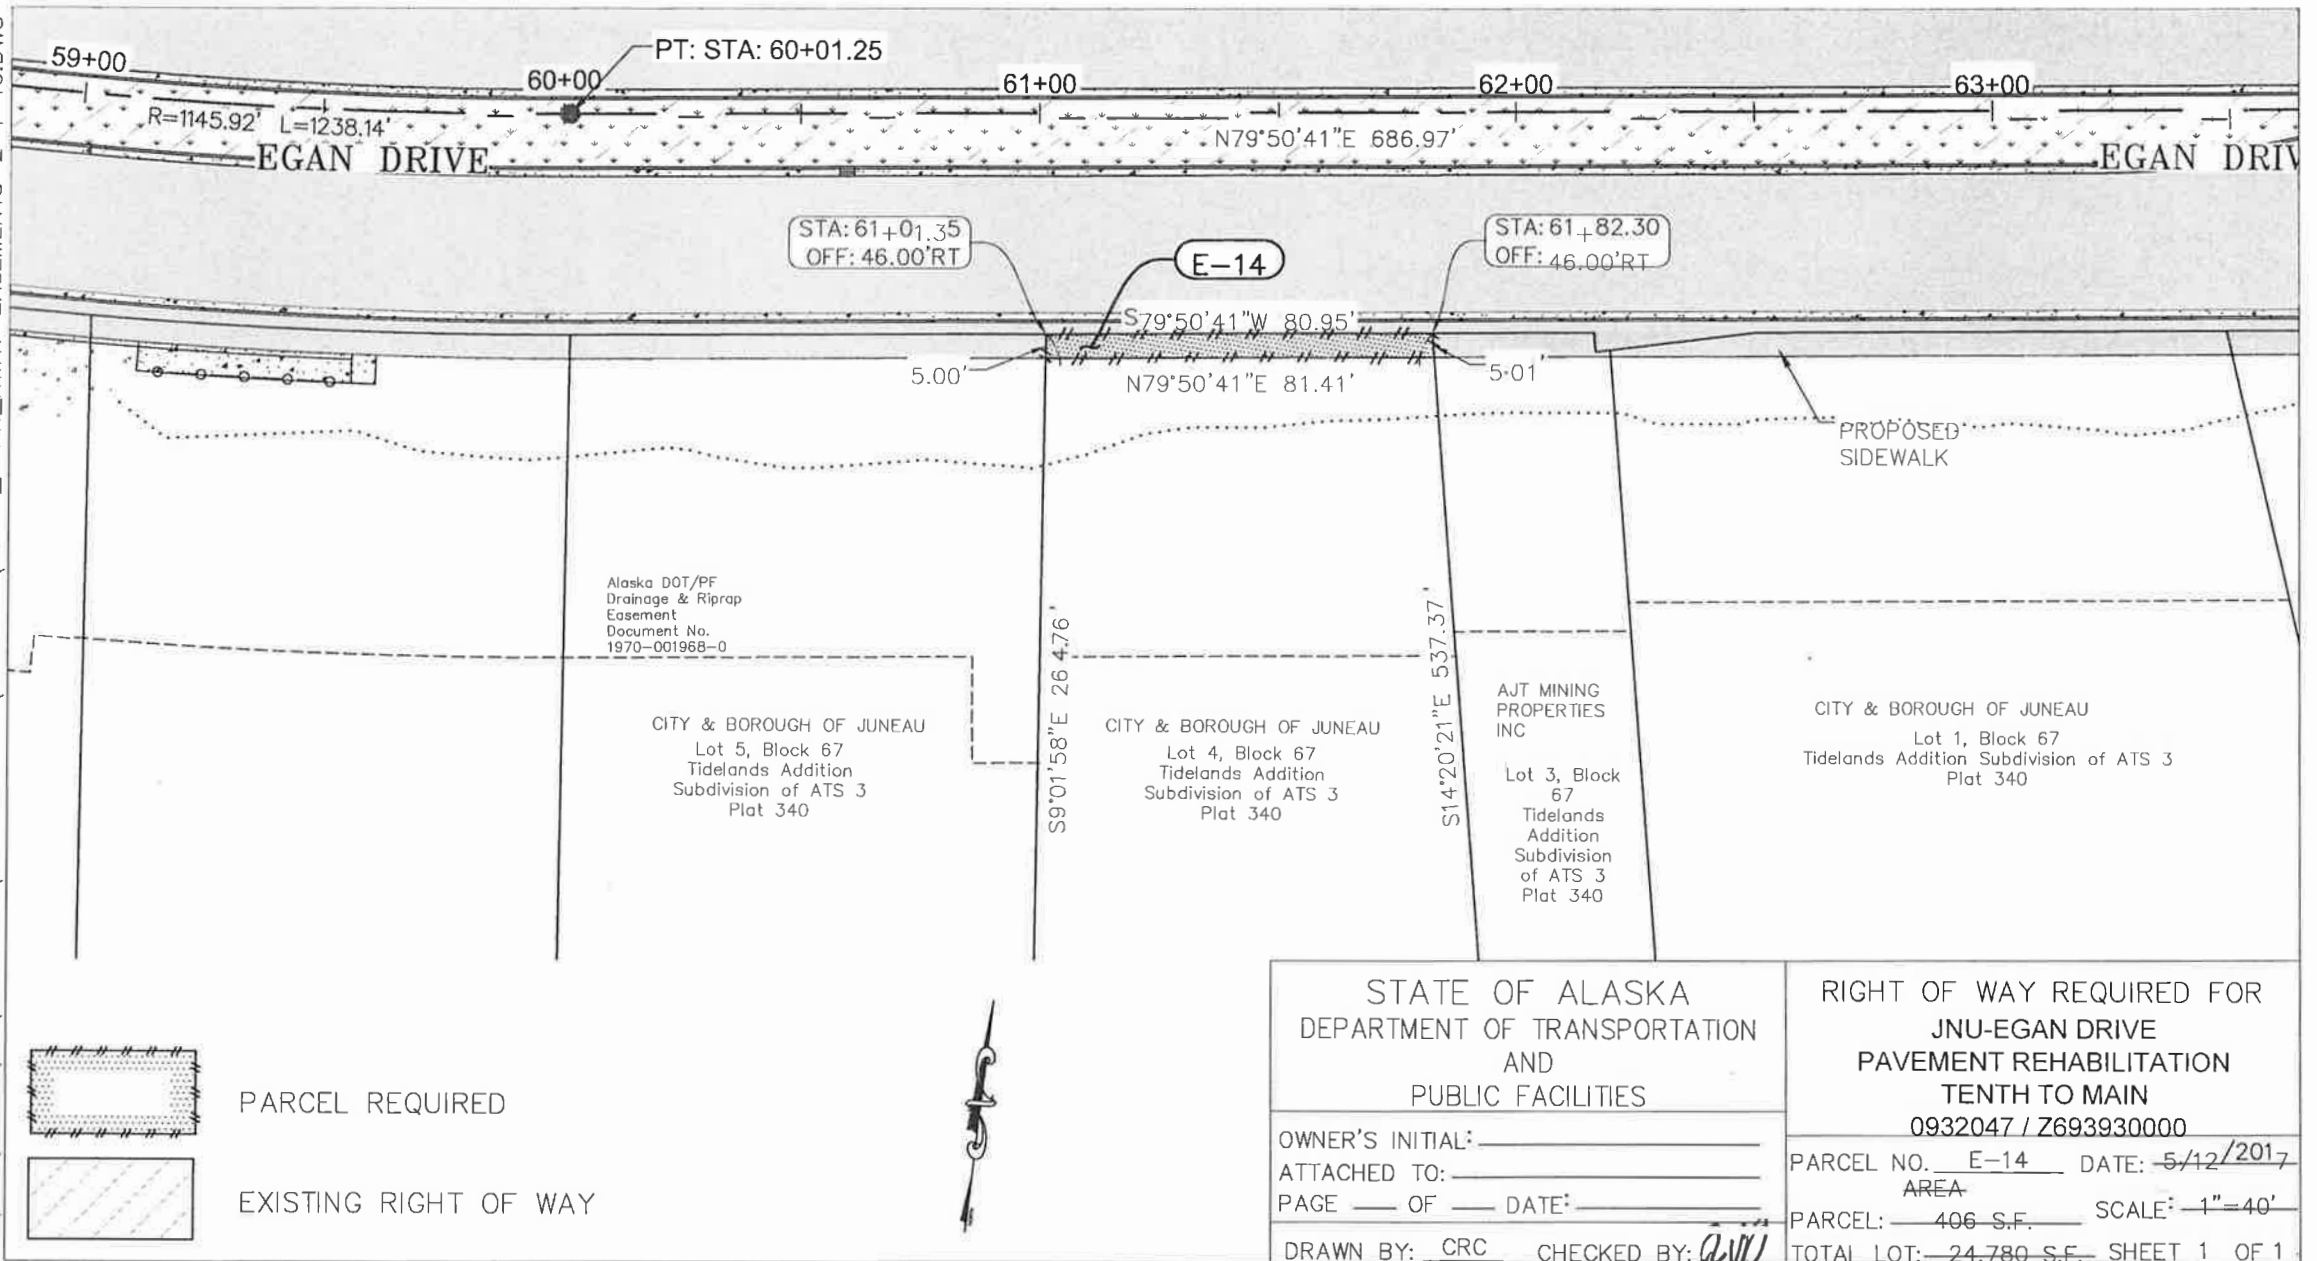 59+00
60+00
PT: STA: 60+01.25
61+00
62+00
63+00
R=1145.92' L=1238.14'
N79°50'41"E 686.97'
EGAN DRIVE
EGAN DRIV
STA: 61+01.35
OFF: 46.00'RT
E-14
STA: 61+82.30
OFF: 46.00'RT
S79°50'41"W 80.95'
5.00'
5.01'
N79°50'41"E 81.41'
PROPOSED
SIDEWALK
Alaska DOT/PF
Drainage & Riprap
Easement
Document No.
1970-001968-0
S9°01'58"E 264.76'
S14°20'21"E 537.37'
CITY & BOROUGH OF JUNEAU
Lot 5, Block 67
Tidelands Addition
Subdivision of ATS 3
Plat 340
CITY & BOROUGH OF JUNEAU
Lot 4, Block 67
Tidelands Addition
Subdivision of ATS 3
Plat 340
AJT MINING
PROPERTIES
INC
Lot 3, Block
67
Tidelands
Addition
Subdivision
of ATS 3
Plat 340
CITY & BOROUGH OF JUNEAU
Lot 1, Block 67
Tidelands Addition Subdivision of ATS 3
Plat 340
PARCEL REQUIRED
EXISTING RIGHT OF WAY
STATE OF ALASKA
DEPARTMENT OF TRANSPORTATION
AND
PUBLIC FACILITIES
OWNER'S INITIAL:
ATTACHED TO:
PAGE OF DATE:
DRAWN BY: CRC CHECKED BY:
RIGHT OF WAY REQUIRED FOR
JNU-EGAN DRIVE
PAVEMENT REHABILITATION
TENTH TO MAIN
0932047 / Z693930000
PARCEL NO. E-14 DATE: 5/12/2017
AREA
PARCEL: 406 S.F. SCALE: 1"=40'
TOTAL LOT: 24,780 S.F. SHEET 1 OF 1